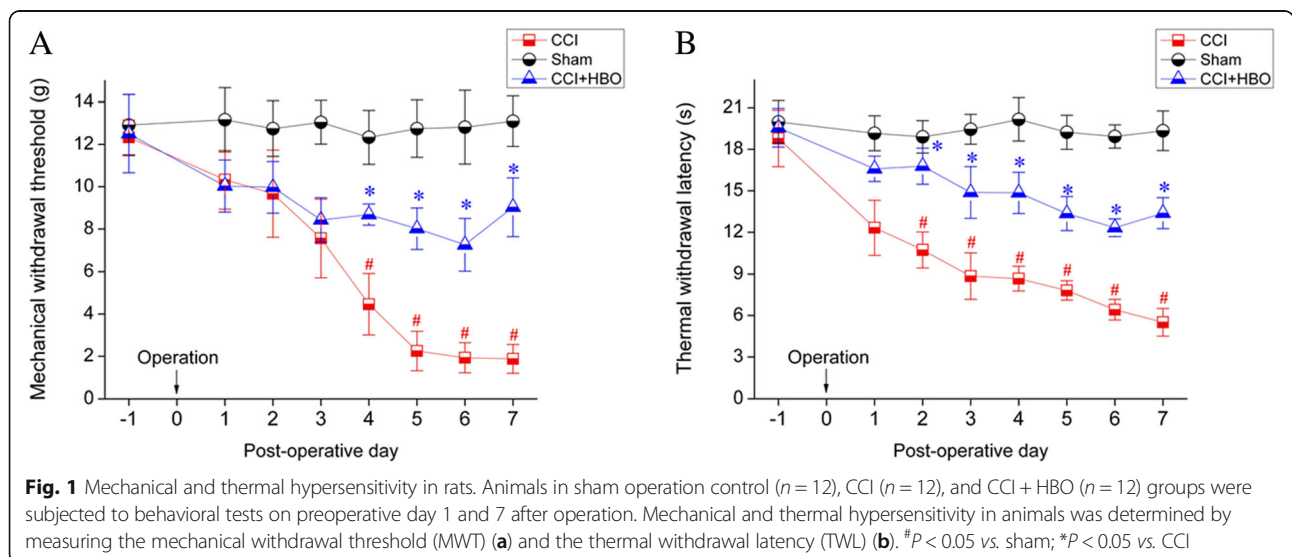 A
CCI
Sham
CCI+HBO
Mechanical withdrawal threshold (g)
14
12
10
8
6
4
2
0
Operation
-1 0 1 2 3 4 5 6 7
Post-operative day
* * * *
# # # #
B
CCI
Sham
CCI+HBO
Thermal withdrawal latency (s)
21
18
15
12
9
6
3
0
Operation
-1 0 1 2 3 4 5 6 7
Post-operative day
* * * * * *
# # # # # #
Fig. 1 Mechanical and thermal hypersensitivity in rats. Animals in sham operation control (n = 12), CCI (n = 12), and CCI + HBO (n = 12) groups were
subjected to behavioral tests on preoperative day 1 and 7 after operation. Mechanical and thermal hypersensitivity in animals was determined by
measuring the mechanical withdrawal threshold (MWT) (a) and the thermal withdrawal latency (TWL) (b). #P < 0.05 vs. sham; *P < 0.05 vs. CCI